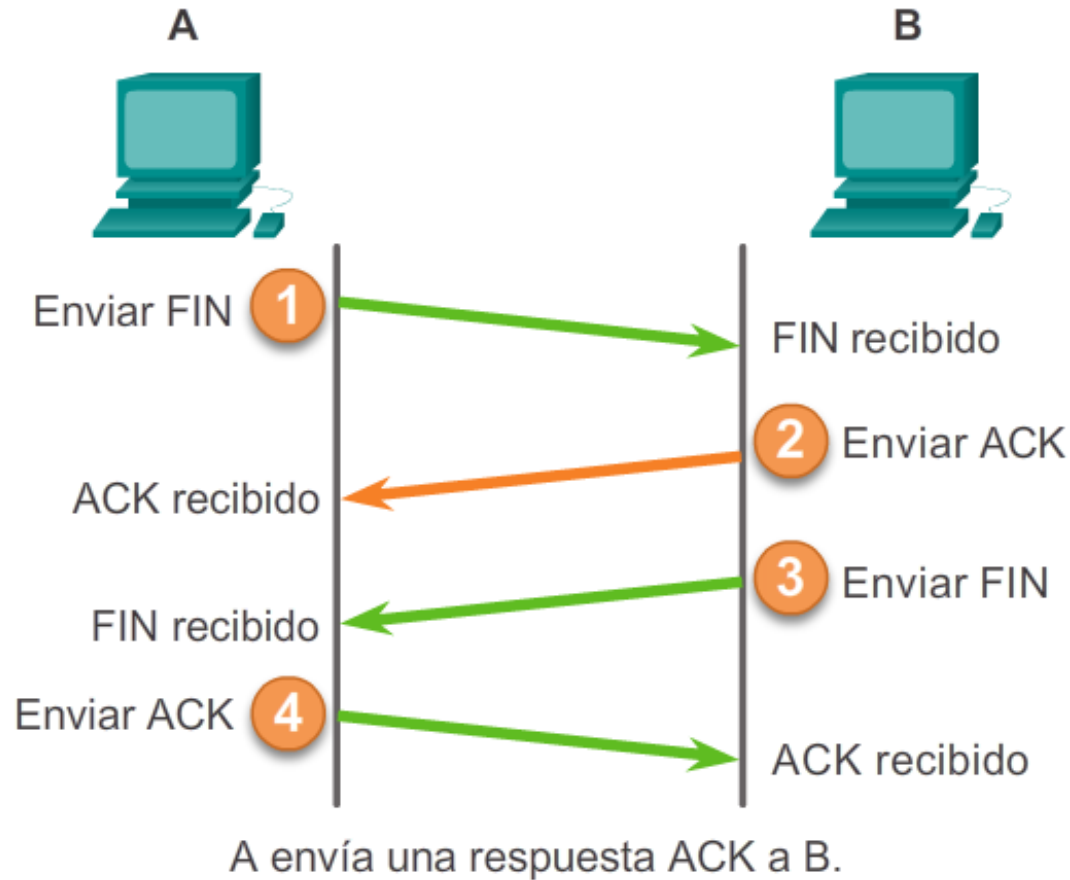 A
B
Enviar FIN 1
FIN recibido
2 Enviar ACK
ACK recibido
3 Enviar FIN
FIN recibido
Enviar ACK 4
ACK recibido
A envía una respuesta ACK a B.